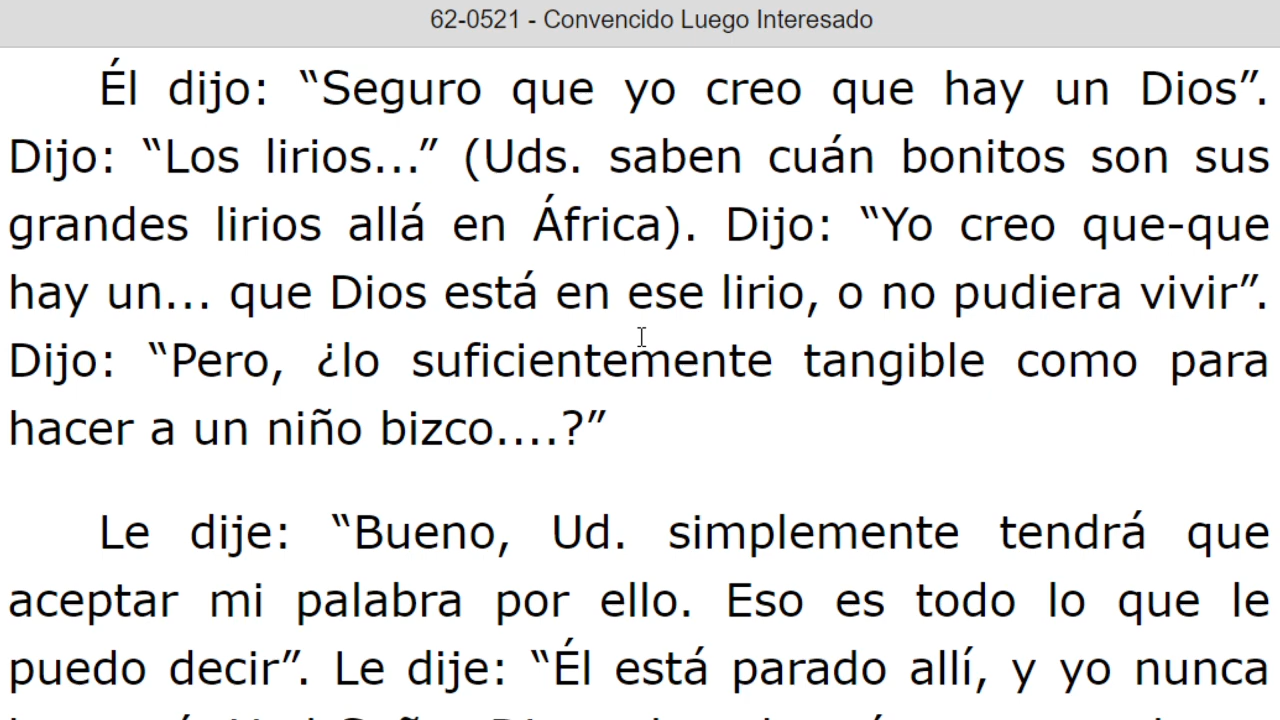 62-0521 - Convencido Luego Interesado
Él dijo: “Seguro que yo creo que hay un Dios”.
Dijo: “Los lirios...” (Uds. saben cuán bonitos son sus
grandes lirios allá en África). Dijo: “Yo creo que-que
hay un... que Dios está en ese lirio, o no pudiera vivir”.
Dijo: “Pero, ¿lo suficientemente tangible como para
hacer a un niño bizco....?”
Le dije: “Bueno, Ud. simplemente tendrá que
aceptar mi palabra por ello. Eso es todo lo que le
puedo decir”. Le dije: “Él está parado allí, y yo nunca